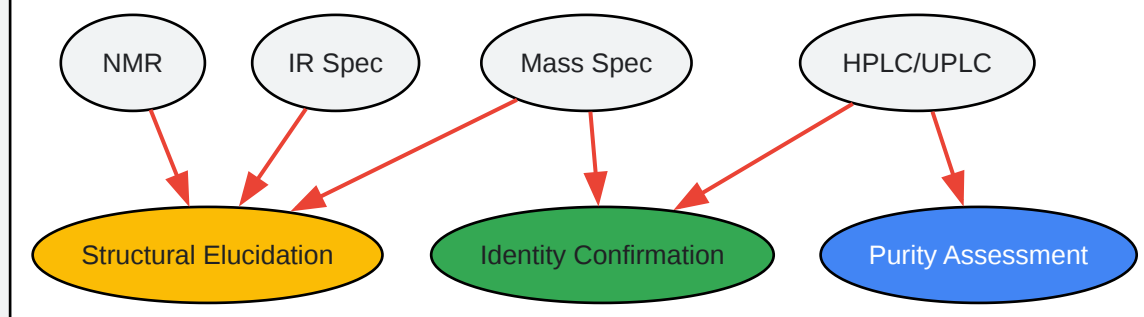 NMR
IR Spec
Mass Spec
HPLC/UPLC
Structural Elucidation
Identity Confirmation
Purity Assessment